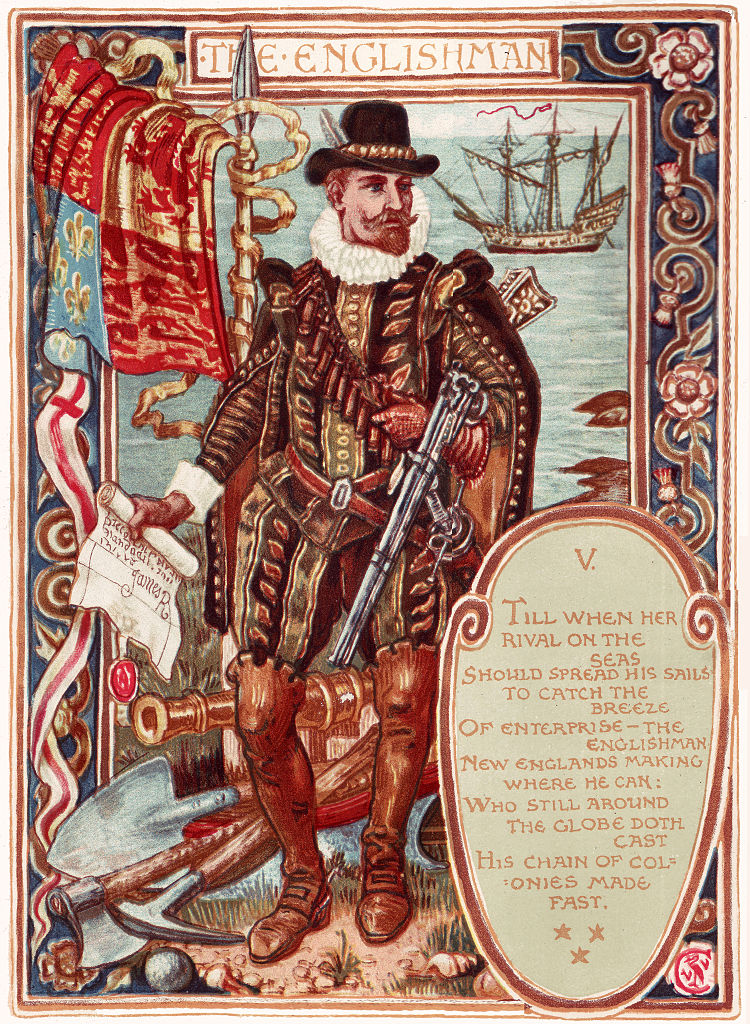 ·THE·ENGLISHMAN
James R
V.
TILL WHEN HER
RIVAL ON THE
SEAS
SHOULD SPREAD HIS SAILS
TO CATCH THE
BREEZE
OF ENTERPRISE—THE
ENGLISHMAN
NEW ENGLANDS MAKING
WHERE HE CAN:
WHO STILL AROUND
THE GLOBE DOTH
CAST
HIS CHAIN OF COL=
=ONIES MADE
FAST.